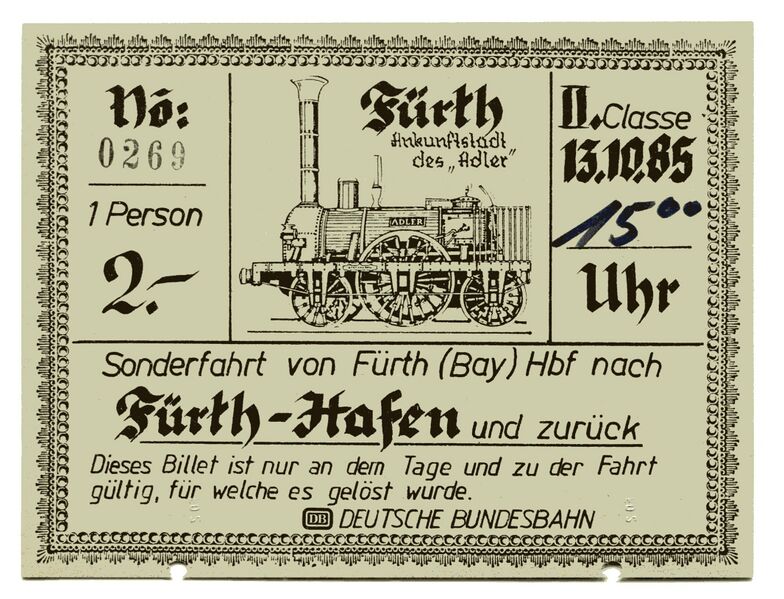 Nō:
0269
1 Person
2.-
Fürth
Ankunftstadt
des „Adler"
ADLER
II. Classe
13.10.85
15⁰⁰
Uhr
Sonderfahrt von Fürth (Bay) Hbf nach
Fürth-Hafen und zurück
Dieses Billet ist nur an dem Tage und zu der Fahrt
gültig, für welche es gelöst wurde.
DB DEUTSCHE BUNDESBAHN